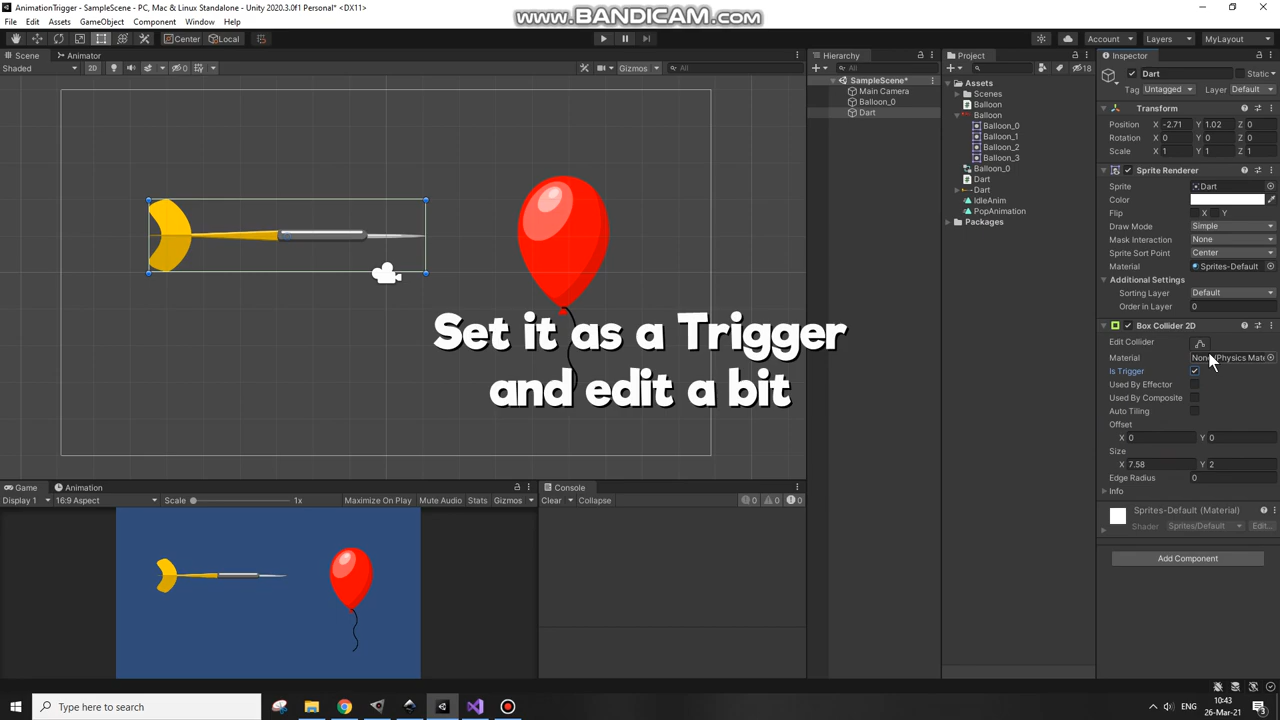 AnimationTrigger - SampleScene - PC, Mac & Linux Standalone - Unity 2020.3.0f1 Personal* <DX11>
www.BANDICAM.com
File Edit Assets GameObject Component Window Help
Center Local
Account Layers MyLayout
Scene Animator
Shaded 2D 0 Gizmos All
Hierarchy
SampleScene*
Main Camera
Balloon_0
Dart
Project
18
Assets
Scenes
Balloon
Balloon
Balloon_0
Balloon_1
Balloon_2
Balloon_3
Balloon_0
Dart
Dart
IdleAnim
PopAnimation
Packages
Inspector
Dart Static
Tag Untagged Layer Default
Transform
Position X -2.71 Y 1.02 Z 0
Rotation X 0 Y 0 Z 0
Scale X 1 Y 1 Z 1
Sprite Renderer
Sprite Dart
Color
Flip X Y
Draw Mode Simple
Mask Interaction None
Sprite Sort Point Center
Material Sprites-Default
Additional Settings
Sorting Layer Default
Order in Layer 0
Box Collider 2D
Edit Collider
Material None (Physics Mate
Is Trigger
Used By Effector
Used By Composite
Auto Tiling
Offset
X 0 Y 0
Size
X 7.58 Y 2
Edge Radius 0
Info
Sprites-Default (Material)
Shader Sprites/Default Edit...
Add Component
Set it as a Trigger
and edit a bit
Game Animation
Display 1 16:9 Aspect Scale 1x Maximize On Play Mute Audio Stats Gizmos
Console
Clear Collapse 0 0 0
Type here to search
ENG
10:43
26-Mar-21
3